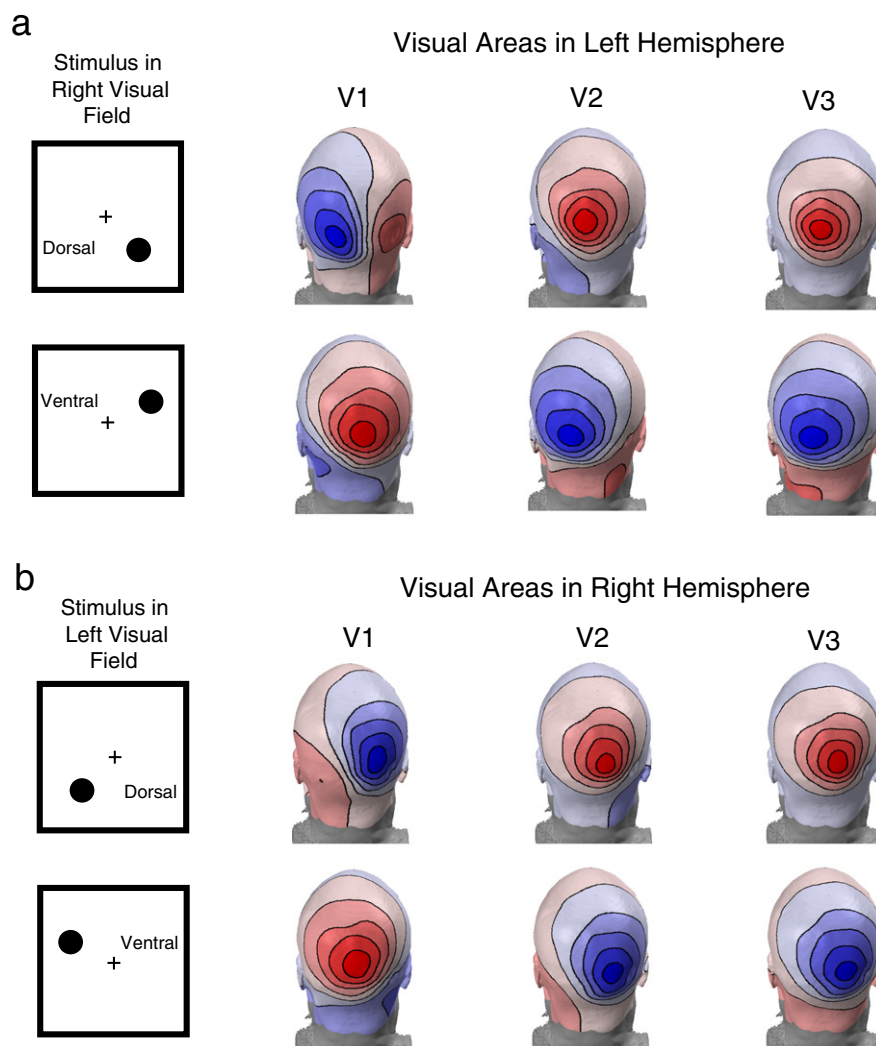 a
Visual Areas in Left Hemisphere
Stimulus in
Right Visual
Field
V1 V2 V3
Dorsal
Ventral
b
Visual Areas in Right Hemisphere
Stimulus in
Left Visual
Field
V1 V2 V3
Dorsal
Ventral